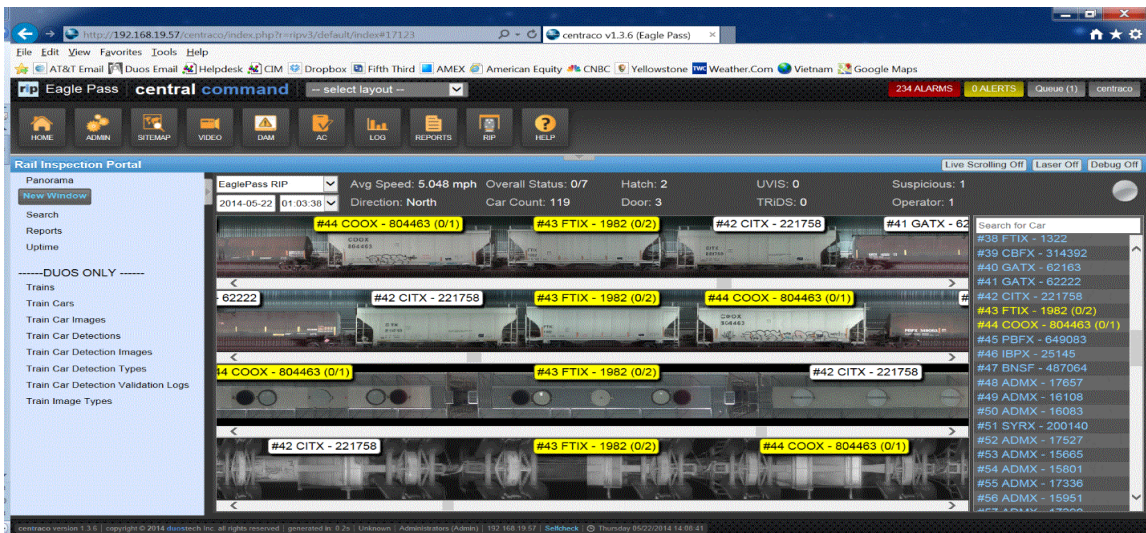 http://192.168.19.57/centraco/index.php?r=ripv3/default/index#17123
centraco v1.3.6 (Eagle Pass)
File Edit View Favorites Tools Help
AT&T Email Duos Email Helpdesk CIM Dropbox Fifth Third AMEX American Equity CNBC Yellowstone Weather.Com Vietnam Google Maps
rip Eagle Pass central command -- select layout -- 234 ALARMS 0 ALERTS Queue (1) centraco
HOME ADMIN SITEMAP VIDEO DAM AC LOG REPORTS RIP HELP
Rail Inspection Portal Live Scrolling Off Laser Off Debug Off
Panorama
New Window
Search
Reports
Uptime
------DUOS ONLY ------
Trains
Train Cars
Train Car Images
Train Car Detections
Train Car Detection Images
Train Car Detection Types
Train Car Detection Validation Logs
Train Image Types
EaglePass RIP Avg Speed: 5.048 mph Overall Status: 0/7 Hatch: 2 UVIS: 0 Suspicious: 1
2014-05-22 01:03:38 Direction: North Car Count: 119 Door: 3 TRiDS: 0 Operator: 1
#44 COOX - 804463 (0/1) #43 FTIX - 1982 (0/2) #42 CITX - 221758 #41 GATX - 62
62222 #42 CITX - 221758 #43 FTIX - 1982 (0/2) #44 COOX - 804463 (0/1) #
44 COOX - 804463 (0/1) #43 FTIX - 1982 (0/2) #42 CITX - 221758
#42 CITX - 221758 #43 FTIX - 1982 (0/2) #44 COOX - 804463 (0/1)
Search for Car
#38 FTIX - 1322
#39 CBFX - 314392
#40 GATX - 62163
#41 GATX - 62222
#42 CITX - 221758
#43 FTIX - 1982 (0/2)
#44 COOX - 804463 (0/1)
#45 PBFX - 649083
#46 IBPX - 25145
#47 BNSF - 487064
#48 ADMX - 17657
#49 ADMX - 16108
#50 ADMX - 16083
#51 SYRX - 200140
#52 ADMX - 17527
#53 ADMX - 15665
#54 ADMX - 15801
#55 ADMX - 17336
#56 ADMX - 15951
centraco version 1.3.6 | copyright © 2014 duostech Inc. all rights reserved | generated in: 0.2s | Unknown | Administrators (Admin) | 192.168.19.57 | Selfcheck | Thursday 05/22/2014 14:08:41